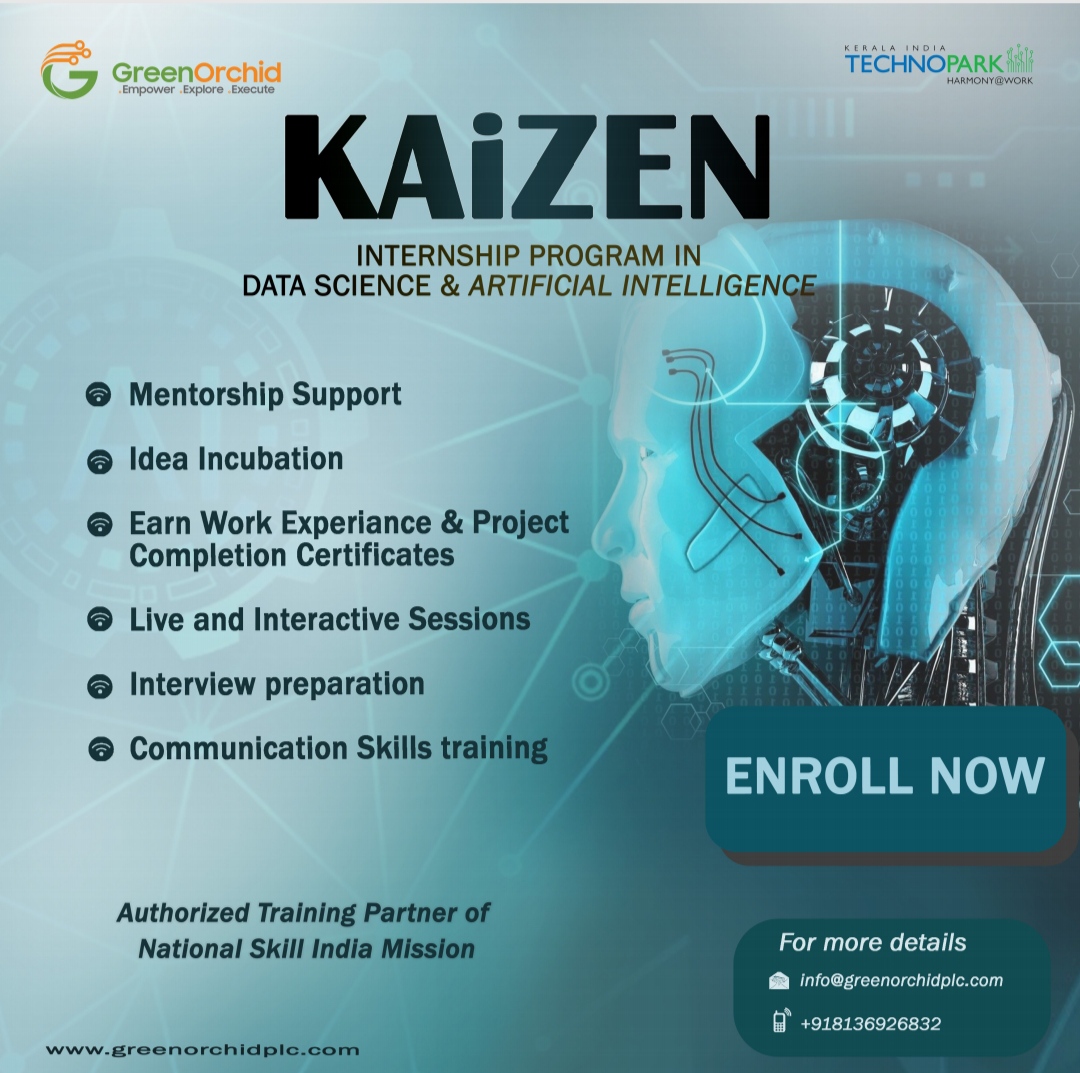 GreenOrchid
.Empower .Explore .Execute
KERALA INDIA
TECHNOPARK
HARMONY@WORK
KAiZEN
INTERNSHIP PROGRAM IN
DATA SCIENCE & ARTIFICIAL INTELLIGENCE
Mentorship Support
Idea Incubation
Earn Work Experiance & Project
Completion Certificates
Live and Interactive Sessions
Interview preparation
Communication Skills training
AI
ENROLL NOW
Authorized Training Partner of
National Skill India Mission
For more details
info@greenorchidplc.com
+918136926832
www.greenorchidplc.com